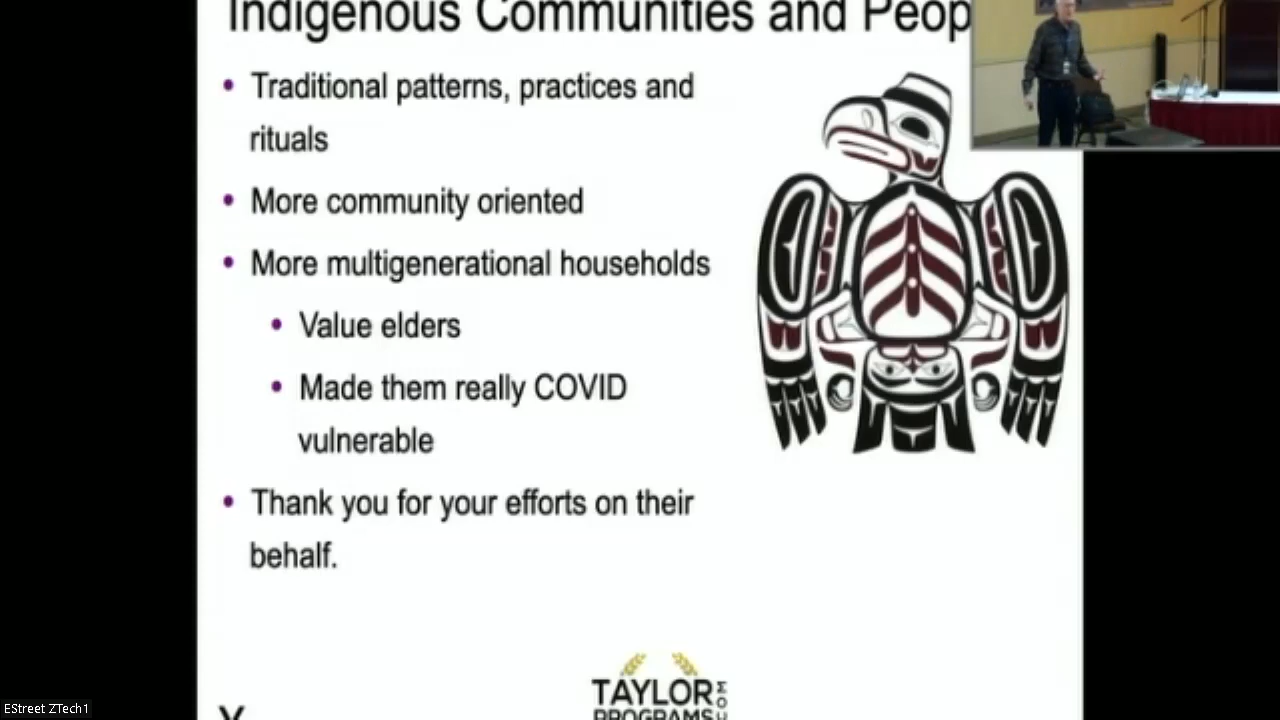 Indigenous Communities and Peop
• Traditional patterns, practices and
rituals
• More community oriented
• More multigenerational households
• Value elders
• Made them really COVID
vulnerable
• Thank you for your efforts on their
behalf.
TAYLOR
PROGRAMS
.COM
EStreet ZTech1